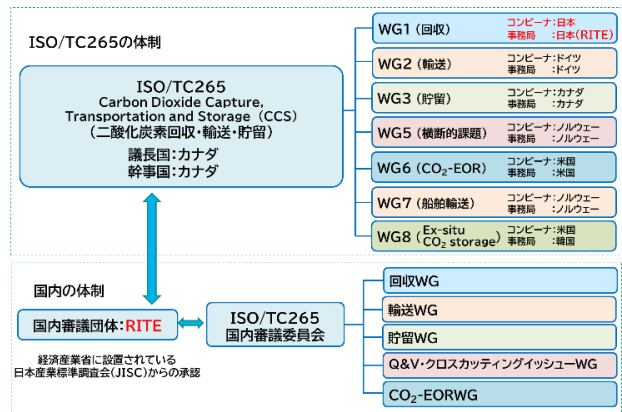 ISO/TC265の体制
ISO/TC265
Carbon Dioxide Capture,
Transportation and Storage (CCS)
(二酸化炭素回収・輸送・貯留)
議長国:カナダ
幹事国:カナダ
WG1(回収) コンビーナ:日本
事務局 :日本(RITE)
WG2(輸送) コンビーナ:ドイツ
事務局 :ドイツ
WG3(貯留) コンビーナ:カナダ
事務局 :カナダ
WG5(横断的課題) コンビーナ:ノルウェー
事務局 :ノルウェー
WG6(CO₂-EOR) コンビーナ:米国
事務局 :米国
WG7(船舶輸送) コンビーナ:ノルウェー
事務局 :ノルウェー
WG8(Ex-situ CO₂ storage) コンビーナ:米国
事務局 :韓国
国内の体制
国内審議団体:RITE
経済産業省に設置されている
日本産業標準調査会(JISC)からの承認
ISO/TC265
国内審議委員会
回収WG
輸送WG
貯留WG
Q&V・クロスカッティングイッシューWG
CO₂-EORWG